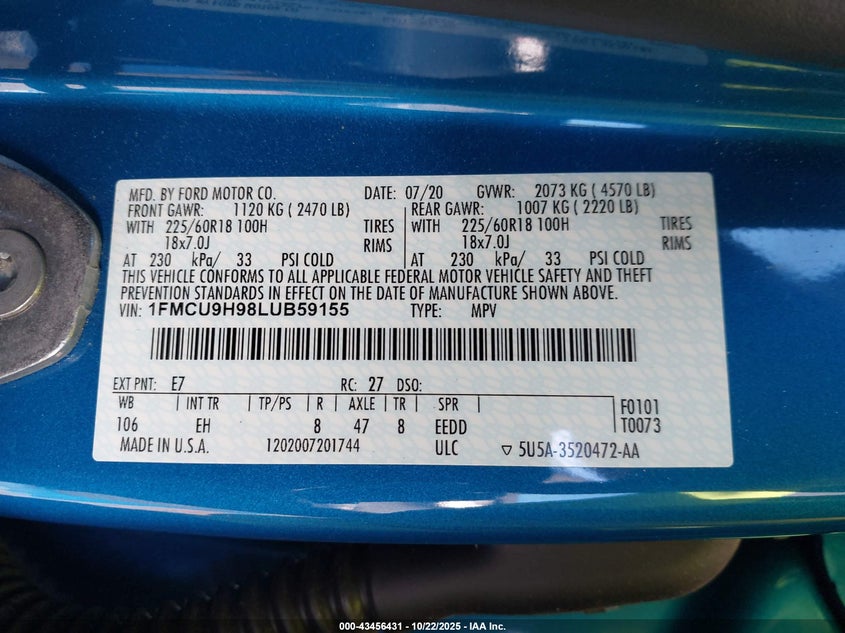 MFD. BY FORD MOTOR CO. DATE: 07/20 GVWR: 2073 KG ( 4570 LB)
FRONT GAWR: 1120 KG ( 2470 LB) REAR GAWR: 1007 KG ( 2220 LB)
WITH 225/60R18 100H TIRES WITH 225/60R18 100H TIRES
18x7.0J RIMS 18x7.0J RIMS
AT 230 kPa/ 33 PSI COLD AT 230 kPa/ 33 PSI COLD
THIS VEHICLE CONFORMS TO ALL APPLICABLE FEDERAL MOTOR VEHICLE SAFETY AND THEFT
PREVENTION STANDARDS IN EFFECT ON THE DATE OF MANUFACTURE SHOWN ABOVE.
VIN: 1FMCU9H98LUB59155 TYPE: MPV
EXT PNT: E7 RC: 27 DSO:
WB INT TR TP/PS R AXLE TR SPR F0101
106 EH 8 47 8 EEDD T0073
MADE IN U.S.A. 1202007201744 ULC ▽ 5U5A-3520472-AA
000-43456431 - 10/22/2025 - IAA Inc.